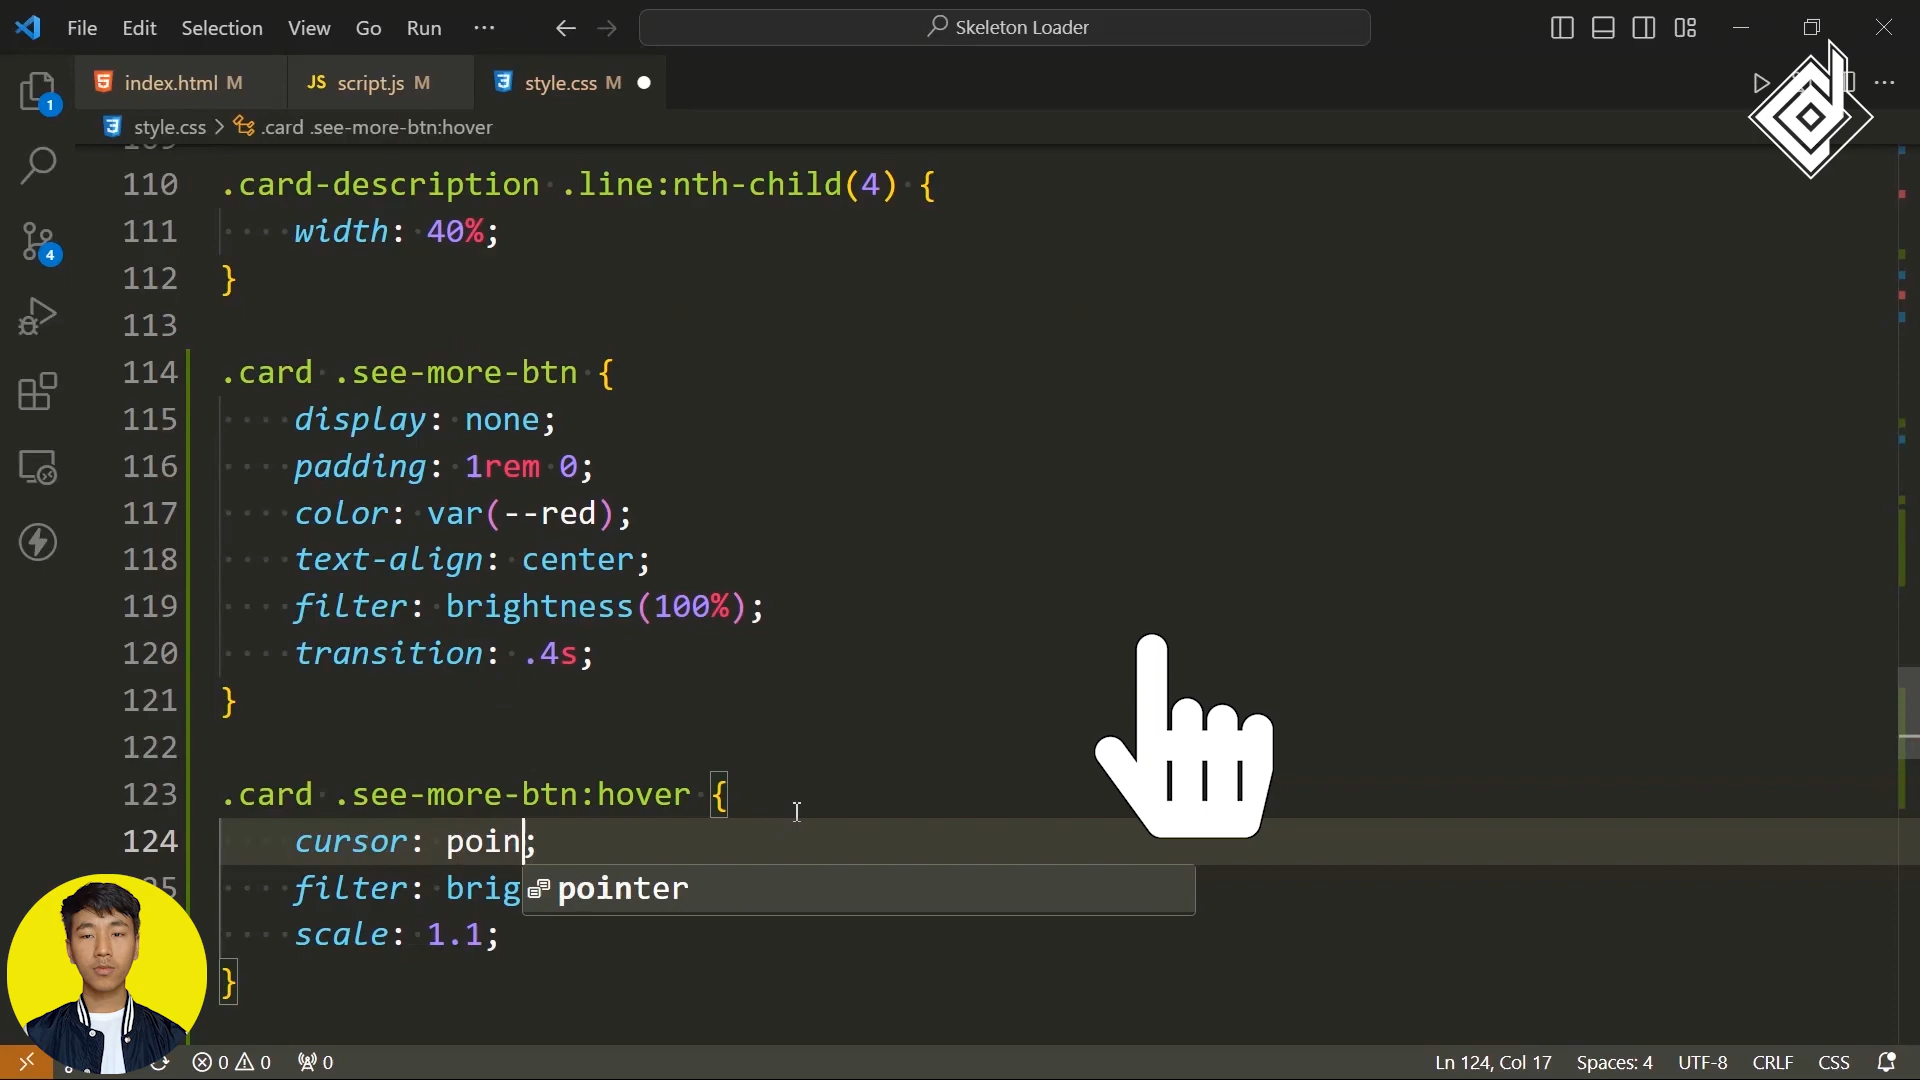 File Edit Selection View Go Run ··· Skeleton Loader
index.html M JS script.js M style.css M
style.css > .card .see-more-btn:hover
110 .card-description .line:nth-child(4) {
111 width: 40%;
112 }
113
114 .card .see-more-btn {
115 display: none;
116 padding: 1rem 0;
117 color: var(--red);
118 text-align: center;
119 filter: brightness(100%);
120 transition: .4s;
121 }
122
123 .card .see-more-btn:hover {
124 cursor: poin;
filter: brig
pointer
scale: 1.1;
}
1
4
0 0 0 Ln 124, Col 17 Spaces: 4 UTF-8 CRLF CSS